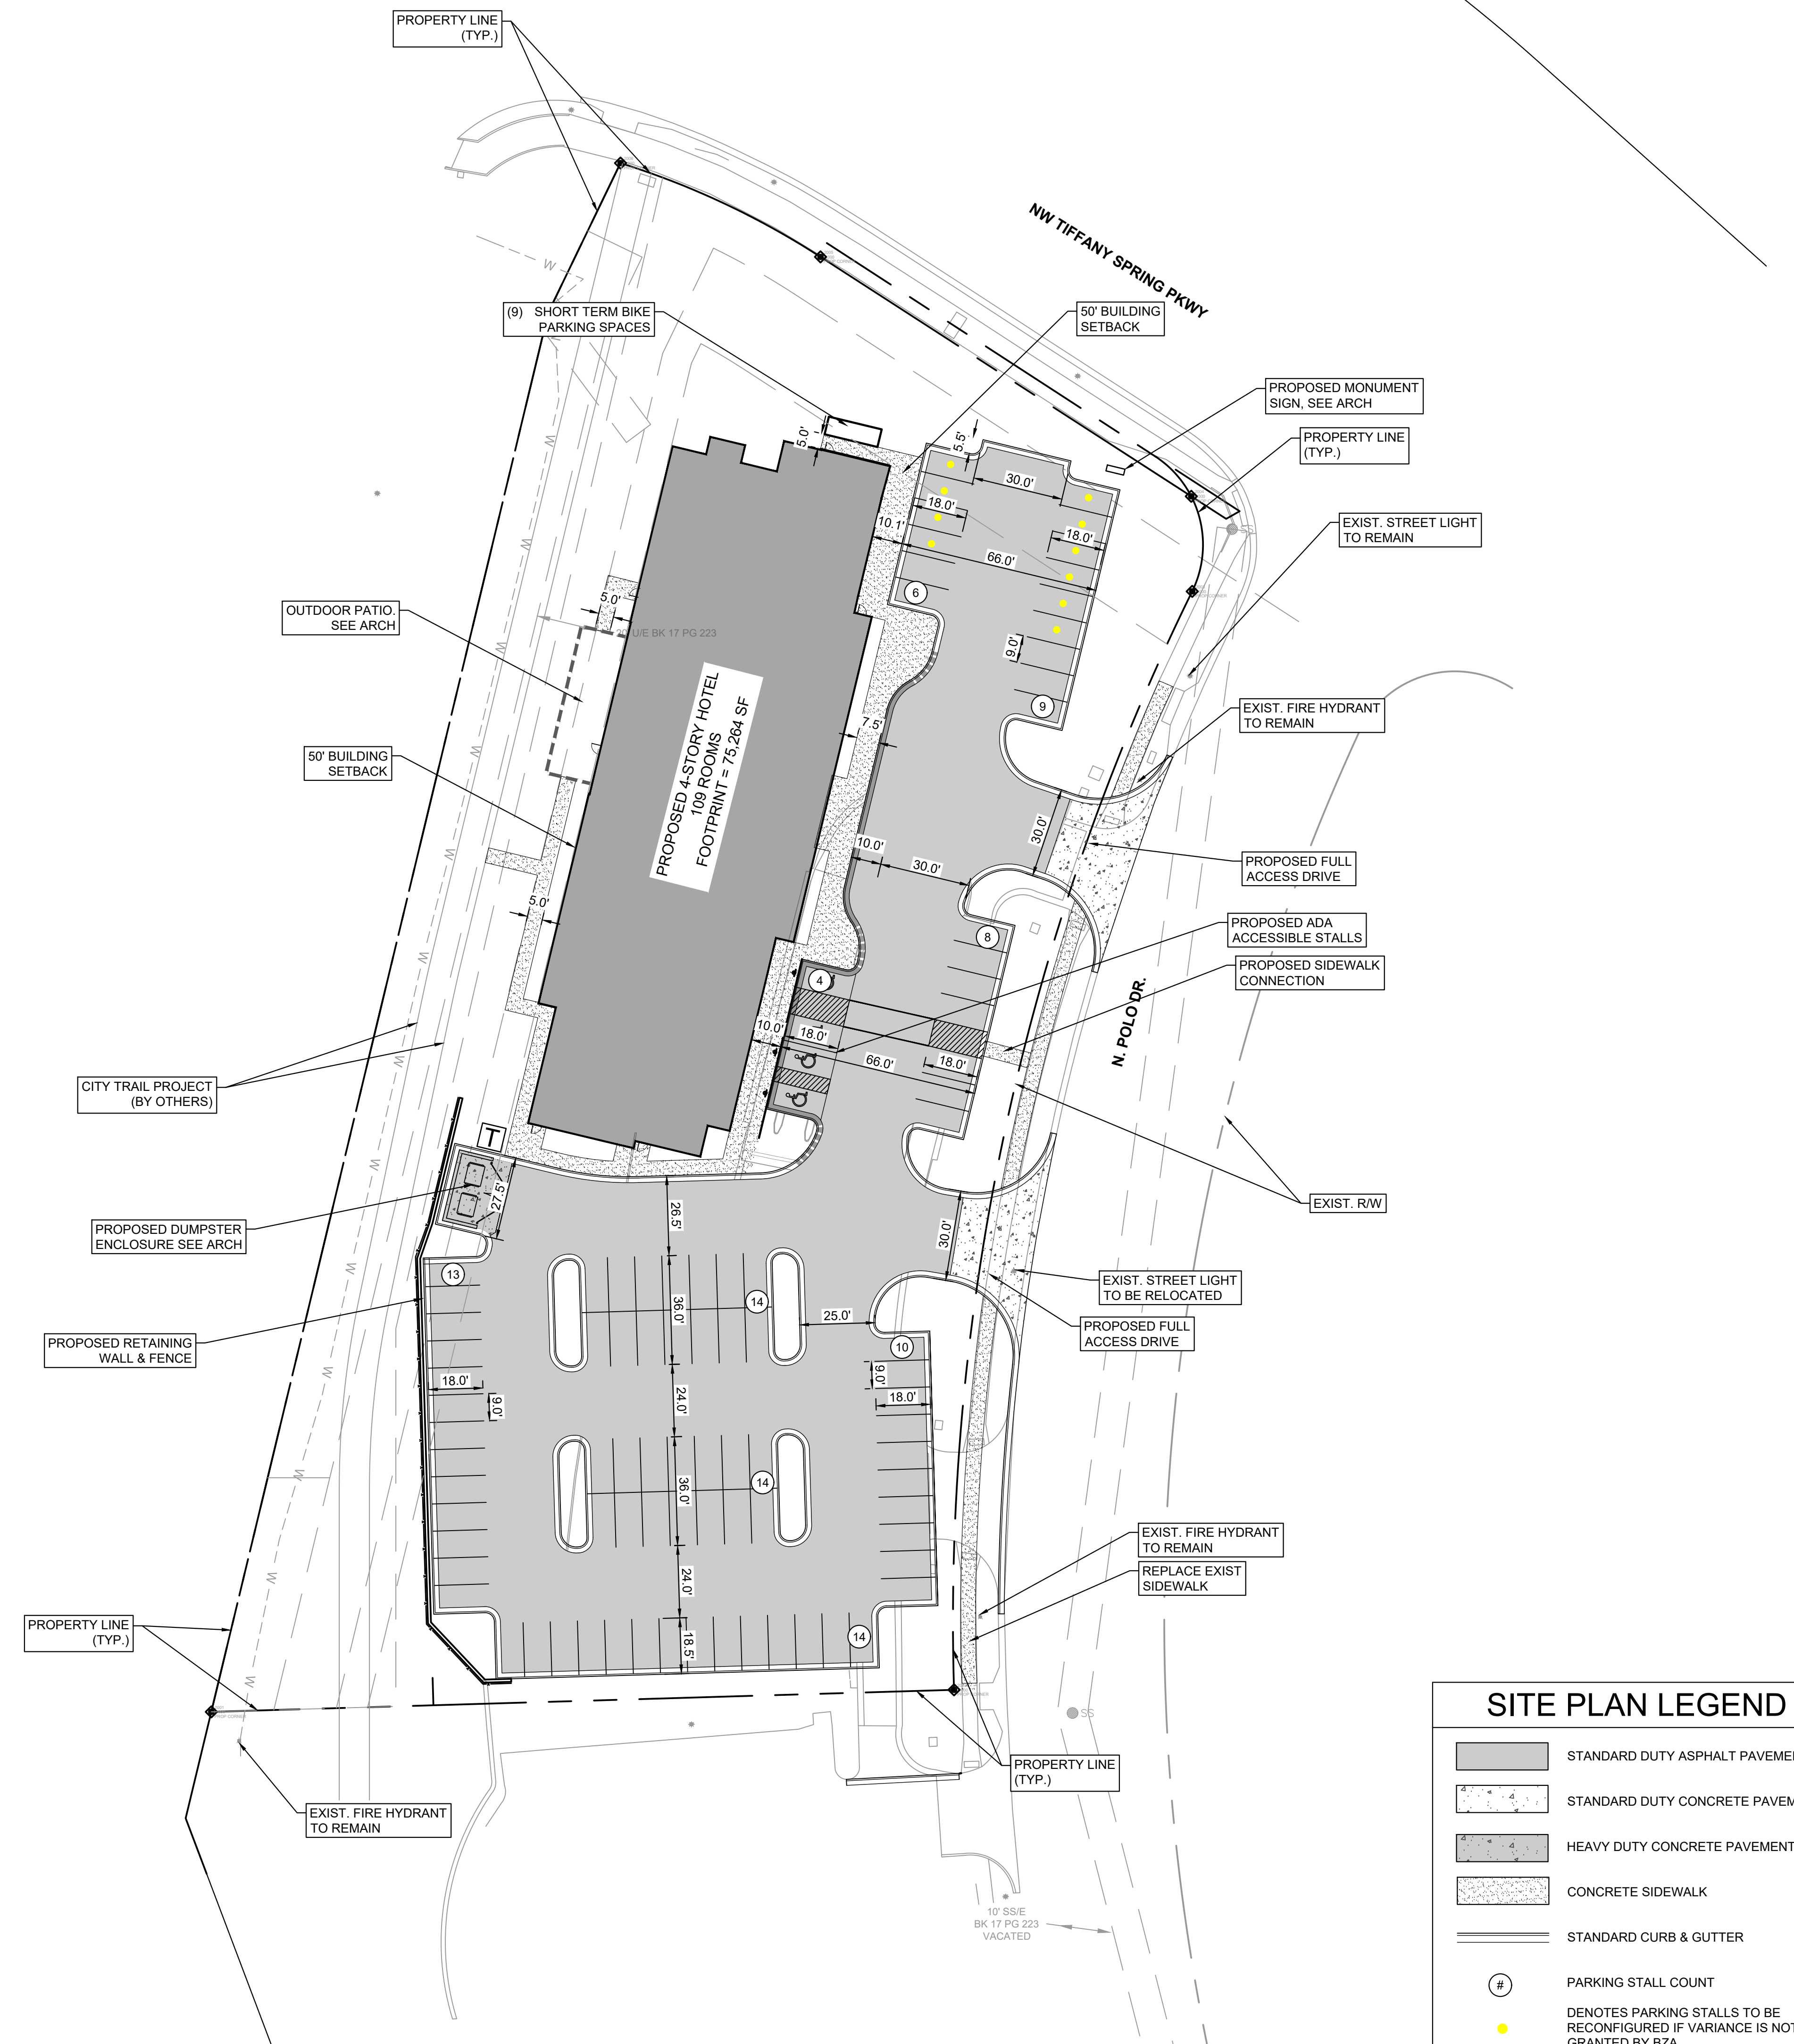 PROPERTY LINE
(TYP.)
NW TIFFANY SPRING PKWY
W
(9) SHORT TERM BIKE
PARKING SPACES
50' BUILDING
SETBACK
PROPOSED MONUMENT
SIGN, SEE ARCH
PROPERTY LINE
(TYP.)
5.0'
5.5'
30.0'
18.0'
10.1'
18.0'
66.0'
SS
EXIST. STREET LIGHT
TO REMAIN
OUTDOOR PATIO.
SEE ARCH
5.0'
6
U/E BK 17 PG 223
9.0'
9
PROPOSED 4-STORY HOTEL
109 ROOMS
FOOTPRINT = 75,264 SF
EXIST. FIRE HYDRANT
TO REMAIN
7.5'
50' BUILDING
SETBACK
30.0'
10.0'
30.0'
PROPOSED FULL
ACCESS DRIVE
5.0'
8
PROPOSED ADA
ACCESSIBLE STALLS
PROPOSED SIDEWALK
CONNECTION
4
N. POLO DR.
10.0'
18.0'
66.0'
18.0'
CITY TRAIL PROJECT
(BY OTHERS)
T
27.5'
EXIST. R/W
PROPOSED DUMPSTER
ENCLOSURE SEE ARCH
26.5'
30.0'
13
EXIST. STREET LIGHT
TO BE RELOCATED
14
36.0'
25.0'
PROPOSED FULL
ACCESS DRIVE
PROPOSED RETAINING
WALL & FENCE
10
18.0'
9.0'
24.0'
9.0'
18.0'
14
36.0'
EXIST. FIRE HYDRANT
TO REMAIN
REPLACE EXIST
SIDEWALK
24.0'
PROPERTY LINE
(TYP.)
18.5'
14
SS
PROPERTY LINE
(TYP.)
EXIST. FIRE HYDRANT
TO REMAIN
10' SS/E
BK 17 PG 223
VACATED
SITE PLAN LEGEND
STANDARD DUTY ASPHALT
STANDARD DUTY CONCRETE
HEAVY DUTY CONCRETE PAVEMENT
CONCRETE SIDEWALK
STANDARD CURB & GUTTER
# PARKING STALL COUNT
DENOTES PARKING STALLS TO BE
RECONFIGURED IF VARIANCE IS NOT
GRANTED BY BZA